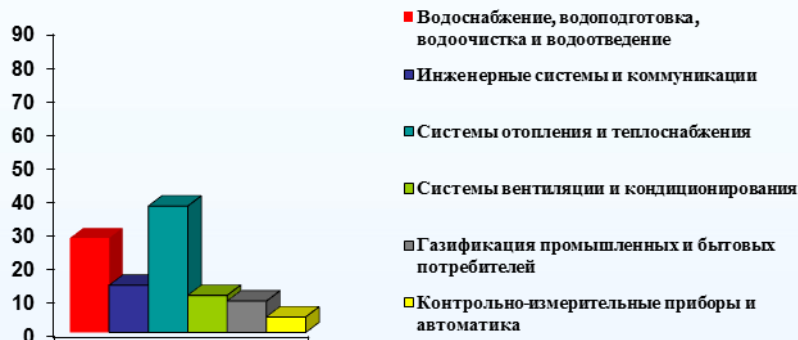 90
80
70
60
50
40
30
20
10
0
Водоснабжение, водоподготовка,
водоочистка и водоотведение
Инженерные системы и коммуникации
Системы отопления и теплоснабжения
Системы вентиляции и кондиционирования
Газификация промышленных и бытовых
потребителей
Контрольно-измерительные приборы и
автоматика